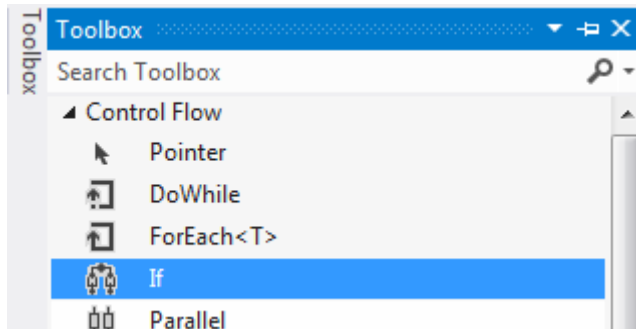 Toolbox
Toolbox
Search Toolbox
Control Flow
Pointer
DoWhile
ForEach<T>
If
Parallel